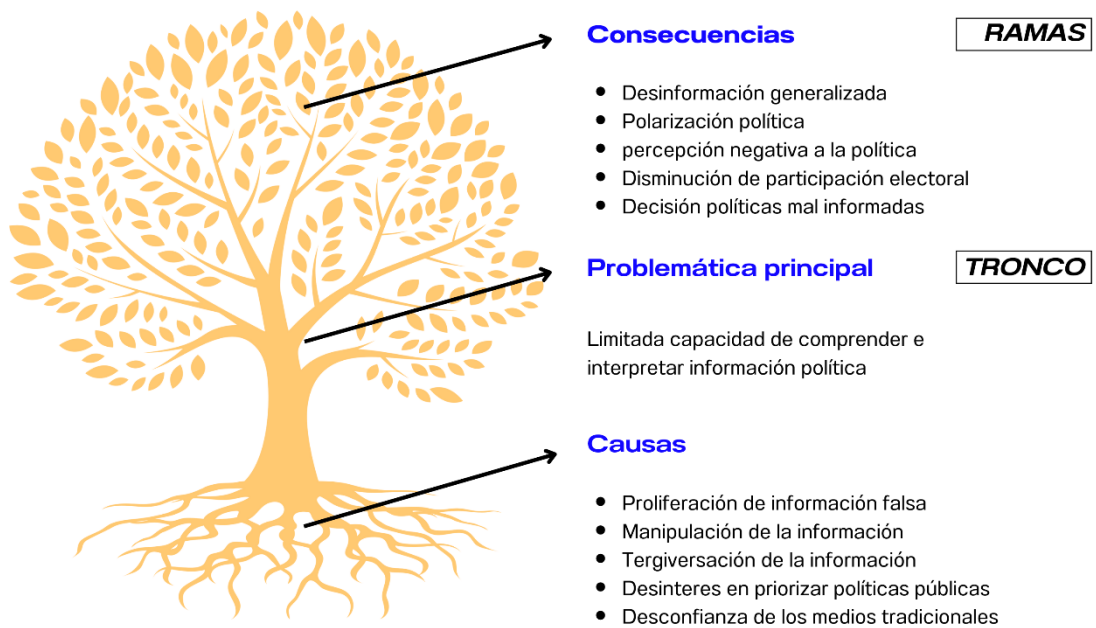 Consecuencias
RAMAS
Desinformación generalizada
Polarización política
percepción negativa a la política
Disminución de participación electoral
Decisión políticas mal informadas
Problemática principal
TRONCO
Limitada capacidad de comprender e
interpretar información política
Causas
Proliferación de información falsa
Manipulación de la información
Tergiversación de la información
Desinteres en priorizar políticas públicas
Desconfianza de los medios tradicionales